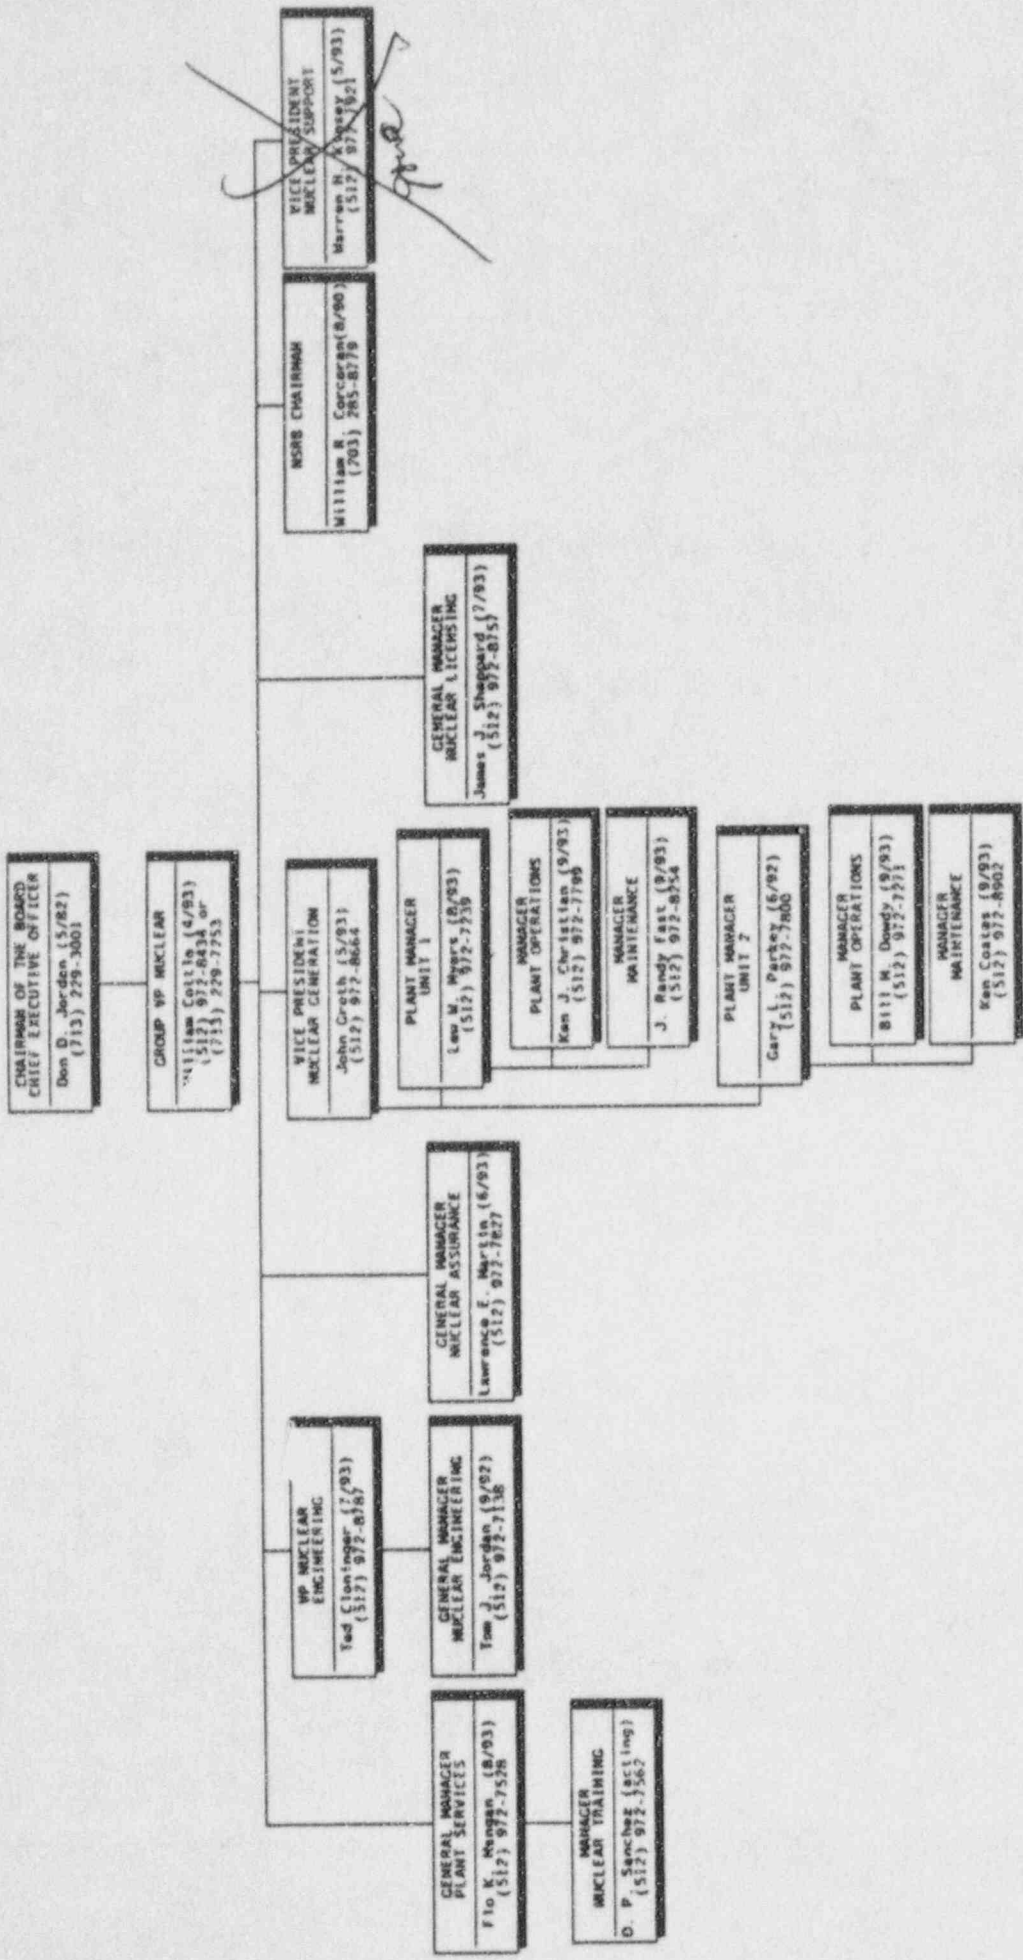 CHAIRMAN OF THE BOARD
CHIEF EXECUTIVE OFFICER
Don D. Jordan (5/82)
(713) 229-3001
GROUP VP NUCLEAR
William Cottle (4/93)
(512) 972-8434 or
(713) 229-7253
GENERAL MANAGER
PLANT SERVICES
Flo K. Mangan (8/93)
(512) 972-7528
MANAGER
NUCLEAR TRAINING
D. P. Sanchez (acting)
(512) 972-7562
VP NUCLEAR
ENGINEERING
Ted Cloninger (7/93)
(512) 972-8787
GENERAL MANAGER
NUCLEAR ENGINEERING
Tom J. Jordan (9/92)
(512) 972-7138
GENERAL MANAGER
NUCLEAR ASSURANCE
Lawrence E. Martin (6/93)
(512) 972-7627
VICE PRESIDENT
NUCLEAR GENERATION
John Groth (5/93)
(512) 972-8664
PLANT MANAGER
UNIT 1
Lew W. Myers (8/93)
(512) 972-7239
MANAGER
PLANT OPERATIONS
Ken J. Christian (9/93)
(512) 972-7799
MANAGER
MAINTENANCE
J. Randy Fast (9/93)
(512) 972-8254
PLANT MANAGER
UNIT 2
Gary L. Parkey (6/92)
(512) 972-7800
MANAGER
PLANT OPERATIONS
Bill M. Dowdy (9/93)
(512) 972-7271
MANAGER
MAINTENANCE
Ken Coates (9/93)
(512) 972-8902
GENERAL MANAGER
NUCLEAR LICENSING
James J. Sheppard (7/93)
(512) 972-8757
NSRB CHAIRMAN
William R. Corcoran(8/90)
(703) 285-8779
VICE PRESIDENT
NUCLEAR SUPPORT
Warren H. Kinsey (5/93)
(512) 972-7921
gone